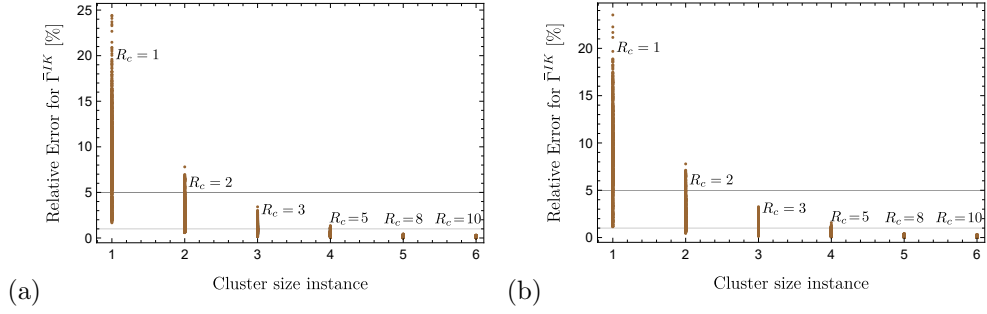 25
20
15
10
5
0
Relative Error for Γ̄^{IK} [%]
R_c = 1
R_c = 2
R_c = 3
R_c = 5
R_c = 8
R_c = 10
1 2 3 4 5 6
Cluster size instance
(a)
20
15
10
5
0
Relative Error for Γ̄^{IK} [%]
R_c = 1
R_c = 2
R_c = 3
R_c = 5
R_c = 8
R_c = 10
1 2 3 4 5 6
Cluster size instance
(b)